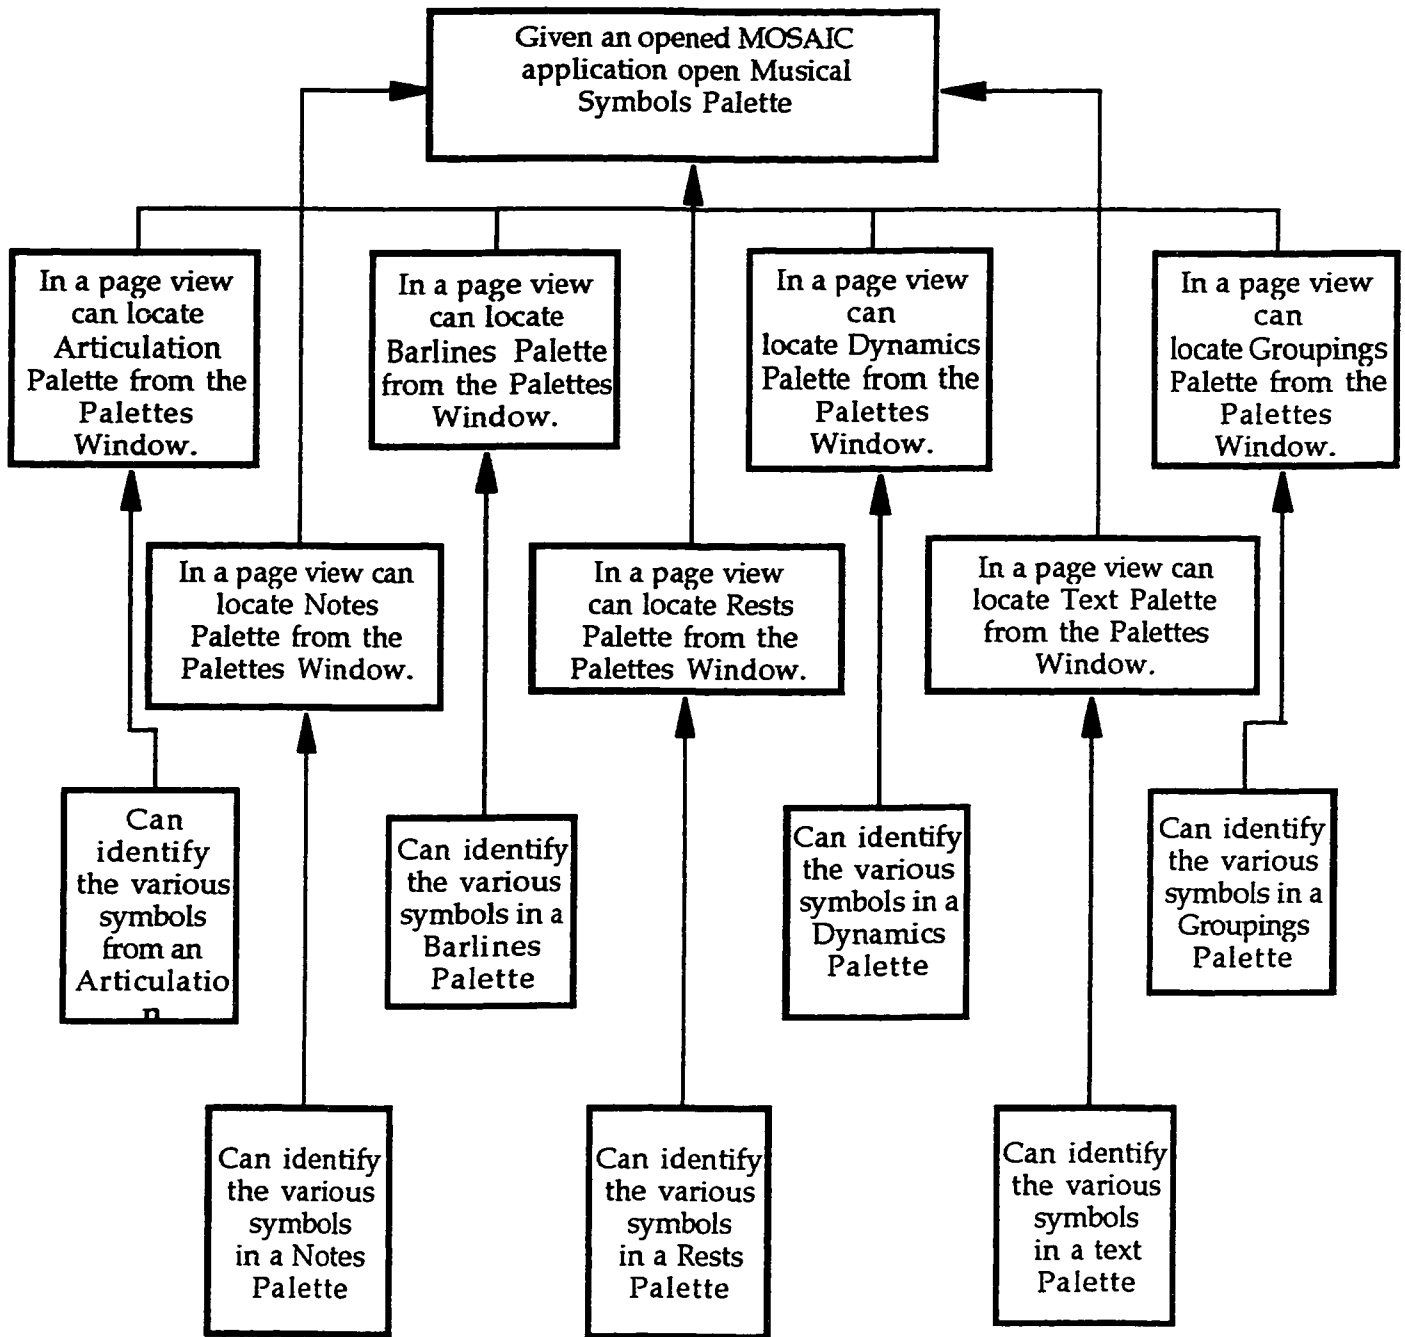 Given an opened MOSAIC
application open Musical
Symbols Palette
In a page view
can locate
Articulation
Palette from the
Palettes
Window.
In a page view
can locate
Barlines Palette
from the Palettes
Window.
In a page view
can
locate Dynamics
Palette from the
Palettes
Window.
In a page view
can
locate Groupings
Palette from the
Palettes
Window.
In a page view can
locate Notes
Palette from the
Palettes Window.
In a page view
can locate Rests
Palette from the
Palettes Window.
In a page view can
locate Text Palette
from the Palettes
Window.
Can
identify
the various
symbols
from an
Articulatio
n
Can identify
the various
symbols in a
Barlines
Palette
Can identify
the various
symbols in a
Dynamics
Palette
Can identify
the various
symbols in a
Groupings
Palette
Can identify
the various
symbols
in a Notes
Palette
Can identify
the various
symbols
in a Rests
Palette
Can identify
the various
symbols
in a text
Palette